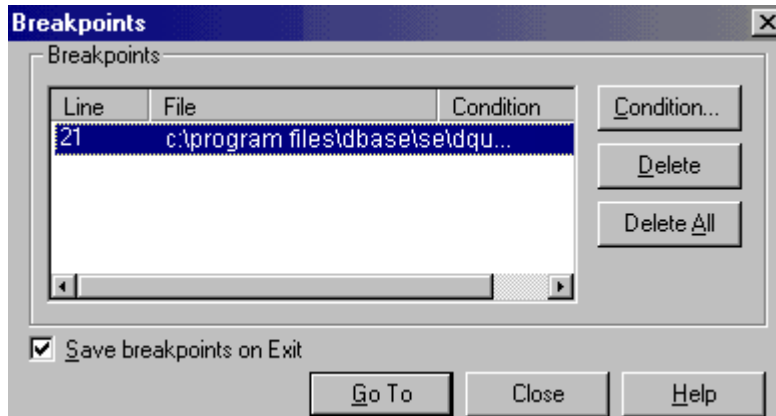 Breakpoints
Breakpoints
Line File Condition
21 c:\program files\dbase\se\dqu...
Condition...
Delete
Delete All
Save breakpoints on Exit
Go To Close Help